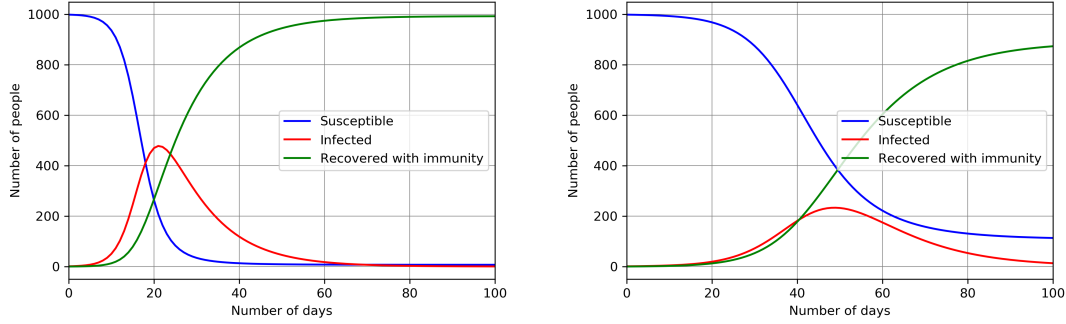 1000
800
600
400
200
0
Number of people
Susceptible
Infected
Recovered with immunity
0 20 40 60 80 100
Number of days
1000
800
600
400
200
0
Number of people
Susceptible
Infected
Recovered with immunity
0 20 40 60 80 100
Number of days